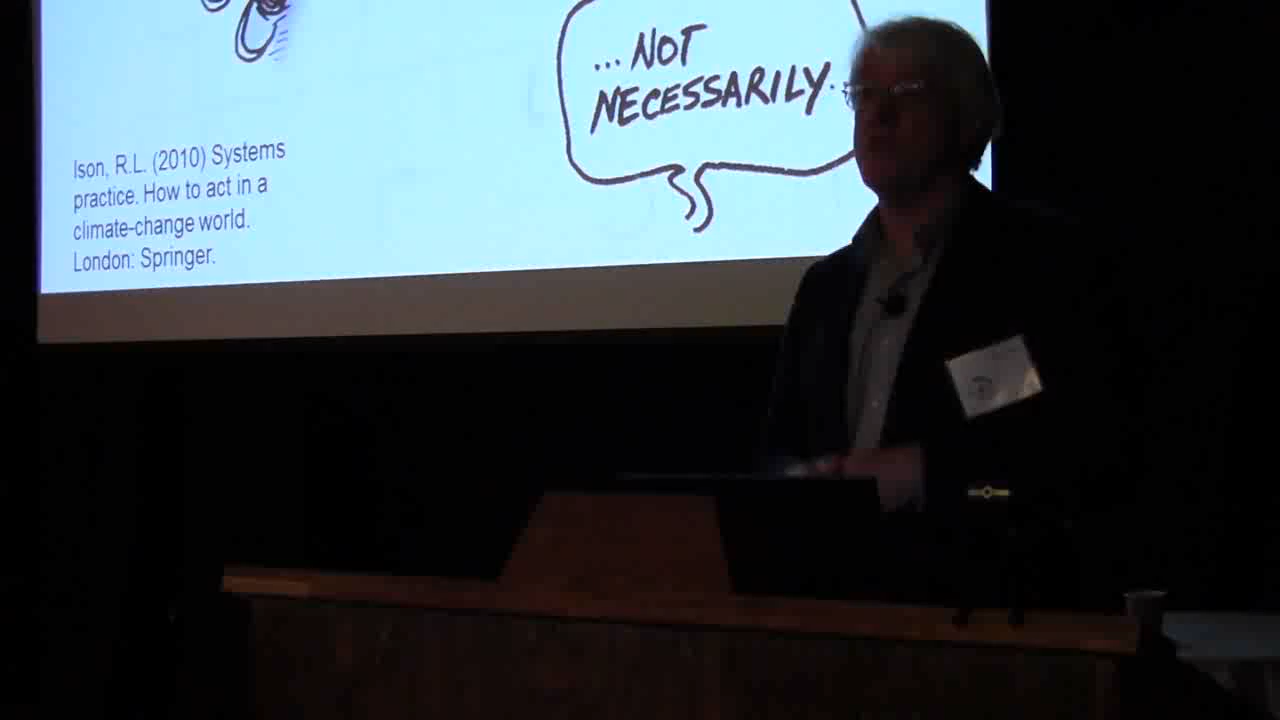 ... NOT
NECESSARILY.
Ison, R.L. (2010) Systems
practice. How to act in a
climate-change world.
London: Springer.